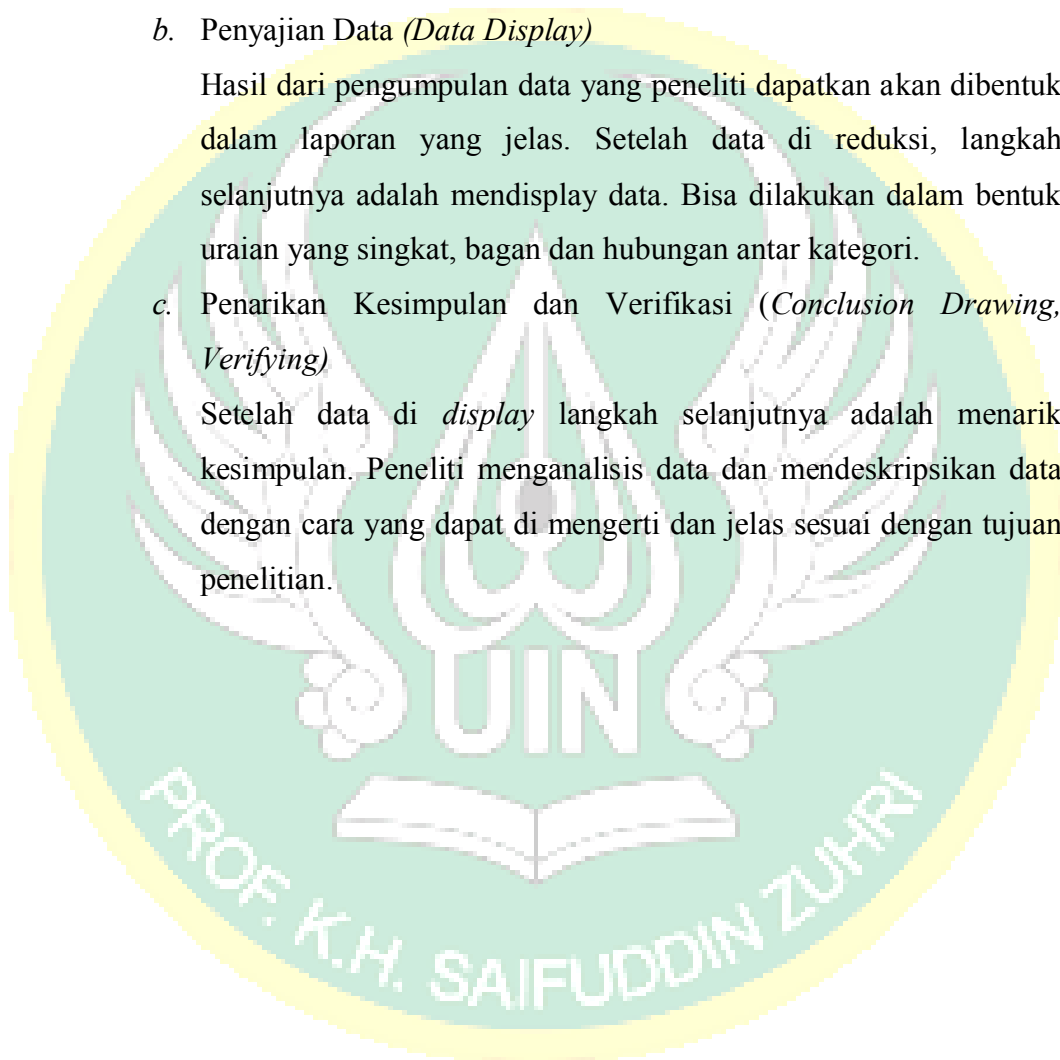 b. Penyajian Data (Data Display)
Hasil dari pengumpulan data yang peneliti dapatkan akan dibentuk
dalam laporan yang jelas. Setelah data di reduksi, langkah
selanjutnya adalah mendisplay data. Bisa dilakukan dalam bentuk
uraian yang singkat, bagan dan hubungan antar kategori.
c. Penarikan Kesimpulan dan Verifikasi (Conclusion Drawing,
Verifying)
Setelah data di display langkah selanjutnya adalah menarik
kesimpulan. Peneliti menganalisis data dan mendeskripsikan data
dengan cara yang dapat di mengerti dan jelas sesuai dengan tujuan
penelitian.
UIN
PROF. K.H. SAIFUDDIN ZUHRI